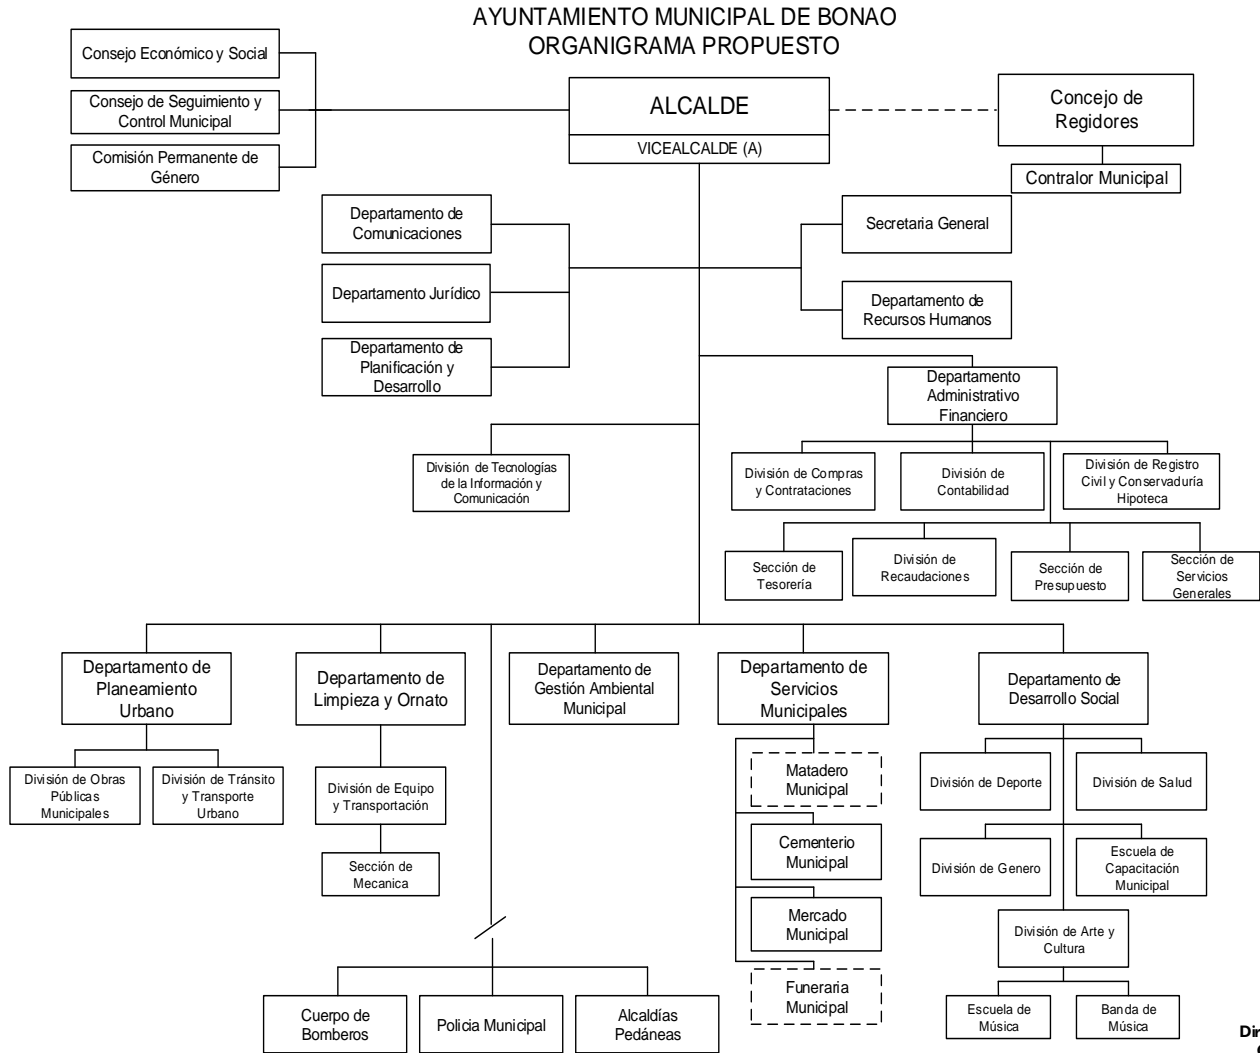 AYUNTAMIENTO MUNICIPAL DE BONAO
ORGANIGRAMA PROPUESTO
Consejo Económico y Social
Consejo de Seguimiento y
Control Municipal
Comisión Permanente de
Género
ALCALDE
VICEALCALDE (A)
Concejo de
Regidores
Contralor Municipal
Departamento de
Comunicaciones
Departamento Jurídico
Departamento de
Planificación y
Desarrollo
Secretaria General
Departamento de
Recursos Humanos
Departamento
Administrativo
Financiero
División de Tecnologías
de la Información y
Comunicación
División de Compras
y Contrataciones
División de
Contabilidad
División de Registro
Civil y Conservaduría
Hipoteca
Sección de
Tesorería
División de
Recaudaciones
Sección de
Presupuesto
Sección de
Servicios
Generales
Departamento de
Planeamiento
Urbano
Departamento de
Limpieza y Ornato
Departamento de
Gestión Ambiental
Municipal
Departamento de
Servicios
Municipales
Departamento de
Desarrollo Social
División de Obras
Públicas
Municipales
División de Tránsito
y Transporte
Urbano
División de Equipo
y Transportación
Sección de
Mecanica
Matadero
Municipal
Cementerio
Municipal
Mercado
Municipal
Funeraria
Municipal
División de Deporte
División de Salud
División de Genero
Escuela de
Capacitación
Municipal
División de Arte y
Cultura
Escuela de
Música
Banda de
Música
Cuerpo de
Bomberos
Policia Municipal
Alcaldías
Pedáneas